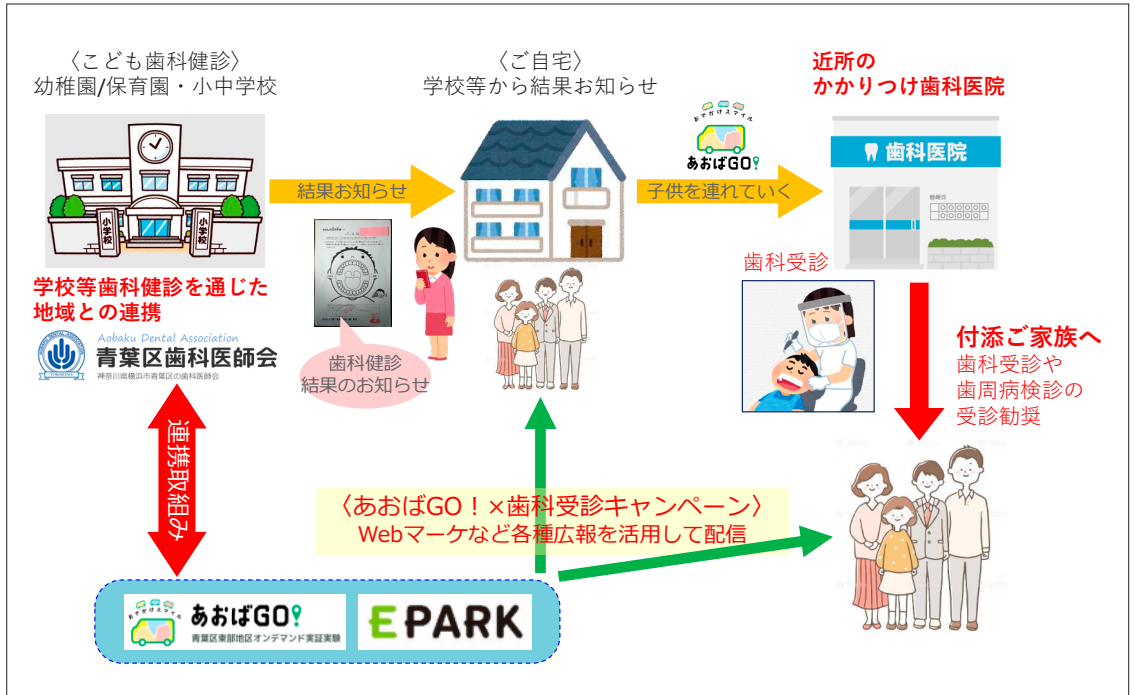 〈こども歯科健診〉
幼稚園/保育園・小中学校
〈ご自宅〉
学校等から結果お知らせ
近所の
かかりつけ歯科医院
おでかけスマイル
あおばGO!
歯科医院
小学校
小学校
結果お知らせ
子供を連れていく
学校等歯科健診を通じた
地域との連携
Aobaku Dental Association
青葉区歯科医師会
神奈川県横浜市青葉区の歯科医師会
歯科健診
結果のお知らせ
歯科受診
付添ご家族へ
歯科受診や
歯周病検診の
受診勧奨
連携取組み
〈あおばGO！×歯科受診キャンペーン〉
Webマーケなど各種広報を活用して配信
おでかけスマイル
あおばGO!
青葉区東部地区オンデマンド実証実験
EPARK